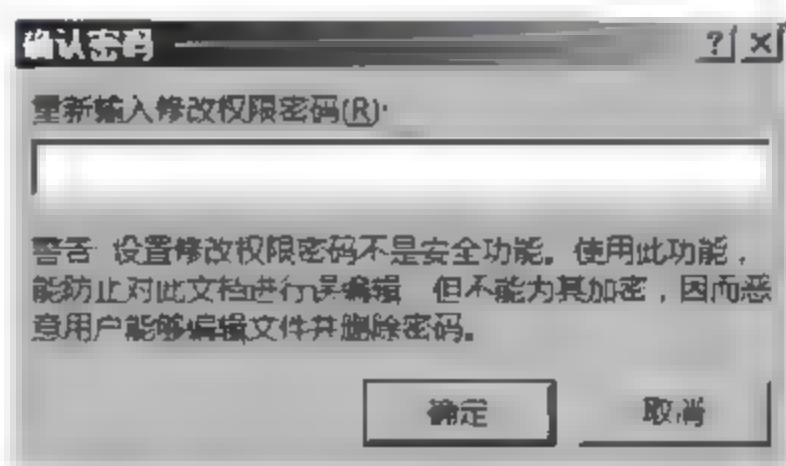 确认密码
重新输入修改权限密码(R):
警告 设置修改权限密码不是安全功能。使用此功能，
能防止对此文档进行误编辑 但不能为其加密，因而恶
意用户能够编辑文件并删除密码。
确定 取消